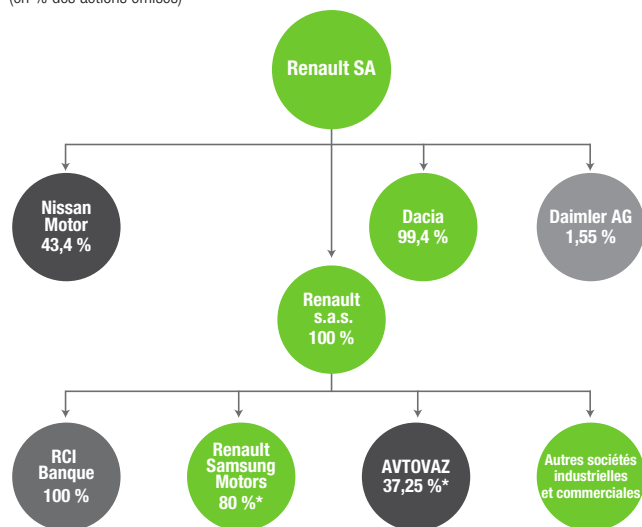 (en % des actions émises)
Renault SA
Nissan
Motor
43,4 %
Dacia
99,4 %
Daimler AG
1,55 %
Renault
s.a.s.
100 %
RCI
Banque
100 %
Renault
Samsung
Motors
80 %*
AVTOVAZ
37,25 %*
Autres sociétés
industrielles
et commerciales